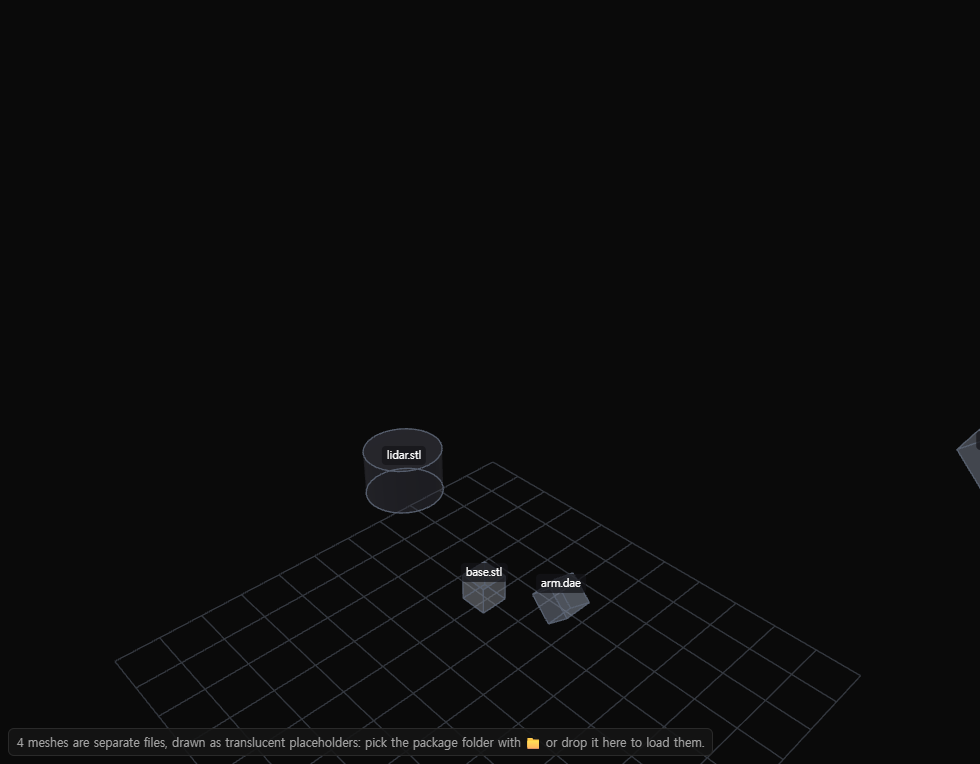 lidar.stl
base.stl
arm.dae
4 meshes are separate files, drawn as translucent placeholders: pick the package folder with 📁 or drop it here to load them.